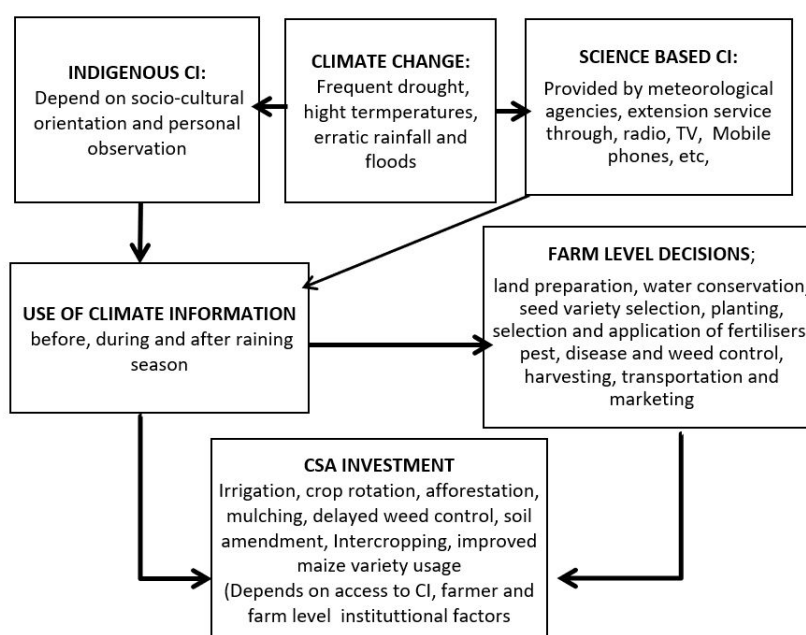 INDIGENOUS CI:
Depend on socio-cultural
orientation and personal
observation
CLIMATE CHANGE:
Frequent drought,
hight termperatures,
erratic rainfall and
floods
SCIENCE BASED CI:
Provided by meteorological
agencies, extension service
through, radio, TV, Mobile
phones, etc,
USE OF CLIMATE INFORMATION
before, during and after raining
season
FARM LEVEL DECISIONS;
land preparation, water conservation,
seed variety selection, planting,
selection and application of fertilisers
pest, disease and weed control,
harvesting, transportation and
marketing
CSA INVESTMENT
Irrigation, crop rotation, afforestation,
mulching, delayed weed control, soil
amendment, Intercropping, improved
maize variety usage
(Depends on access to CI, farmer and
farm level instituttional factors